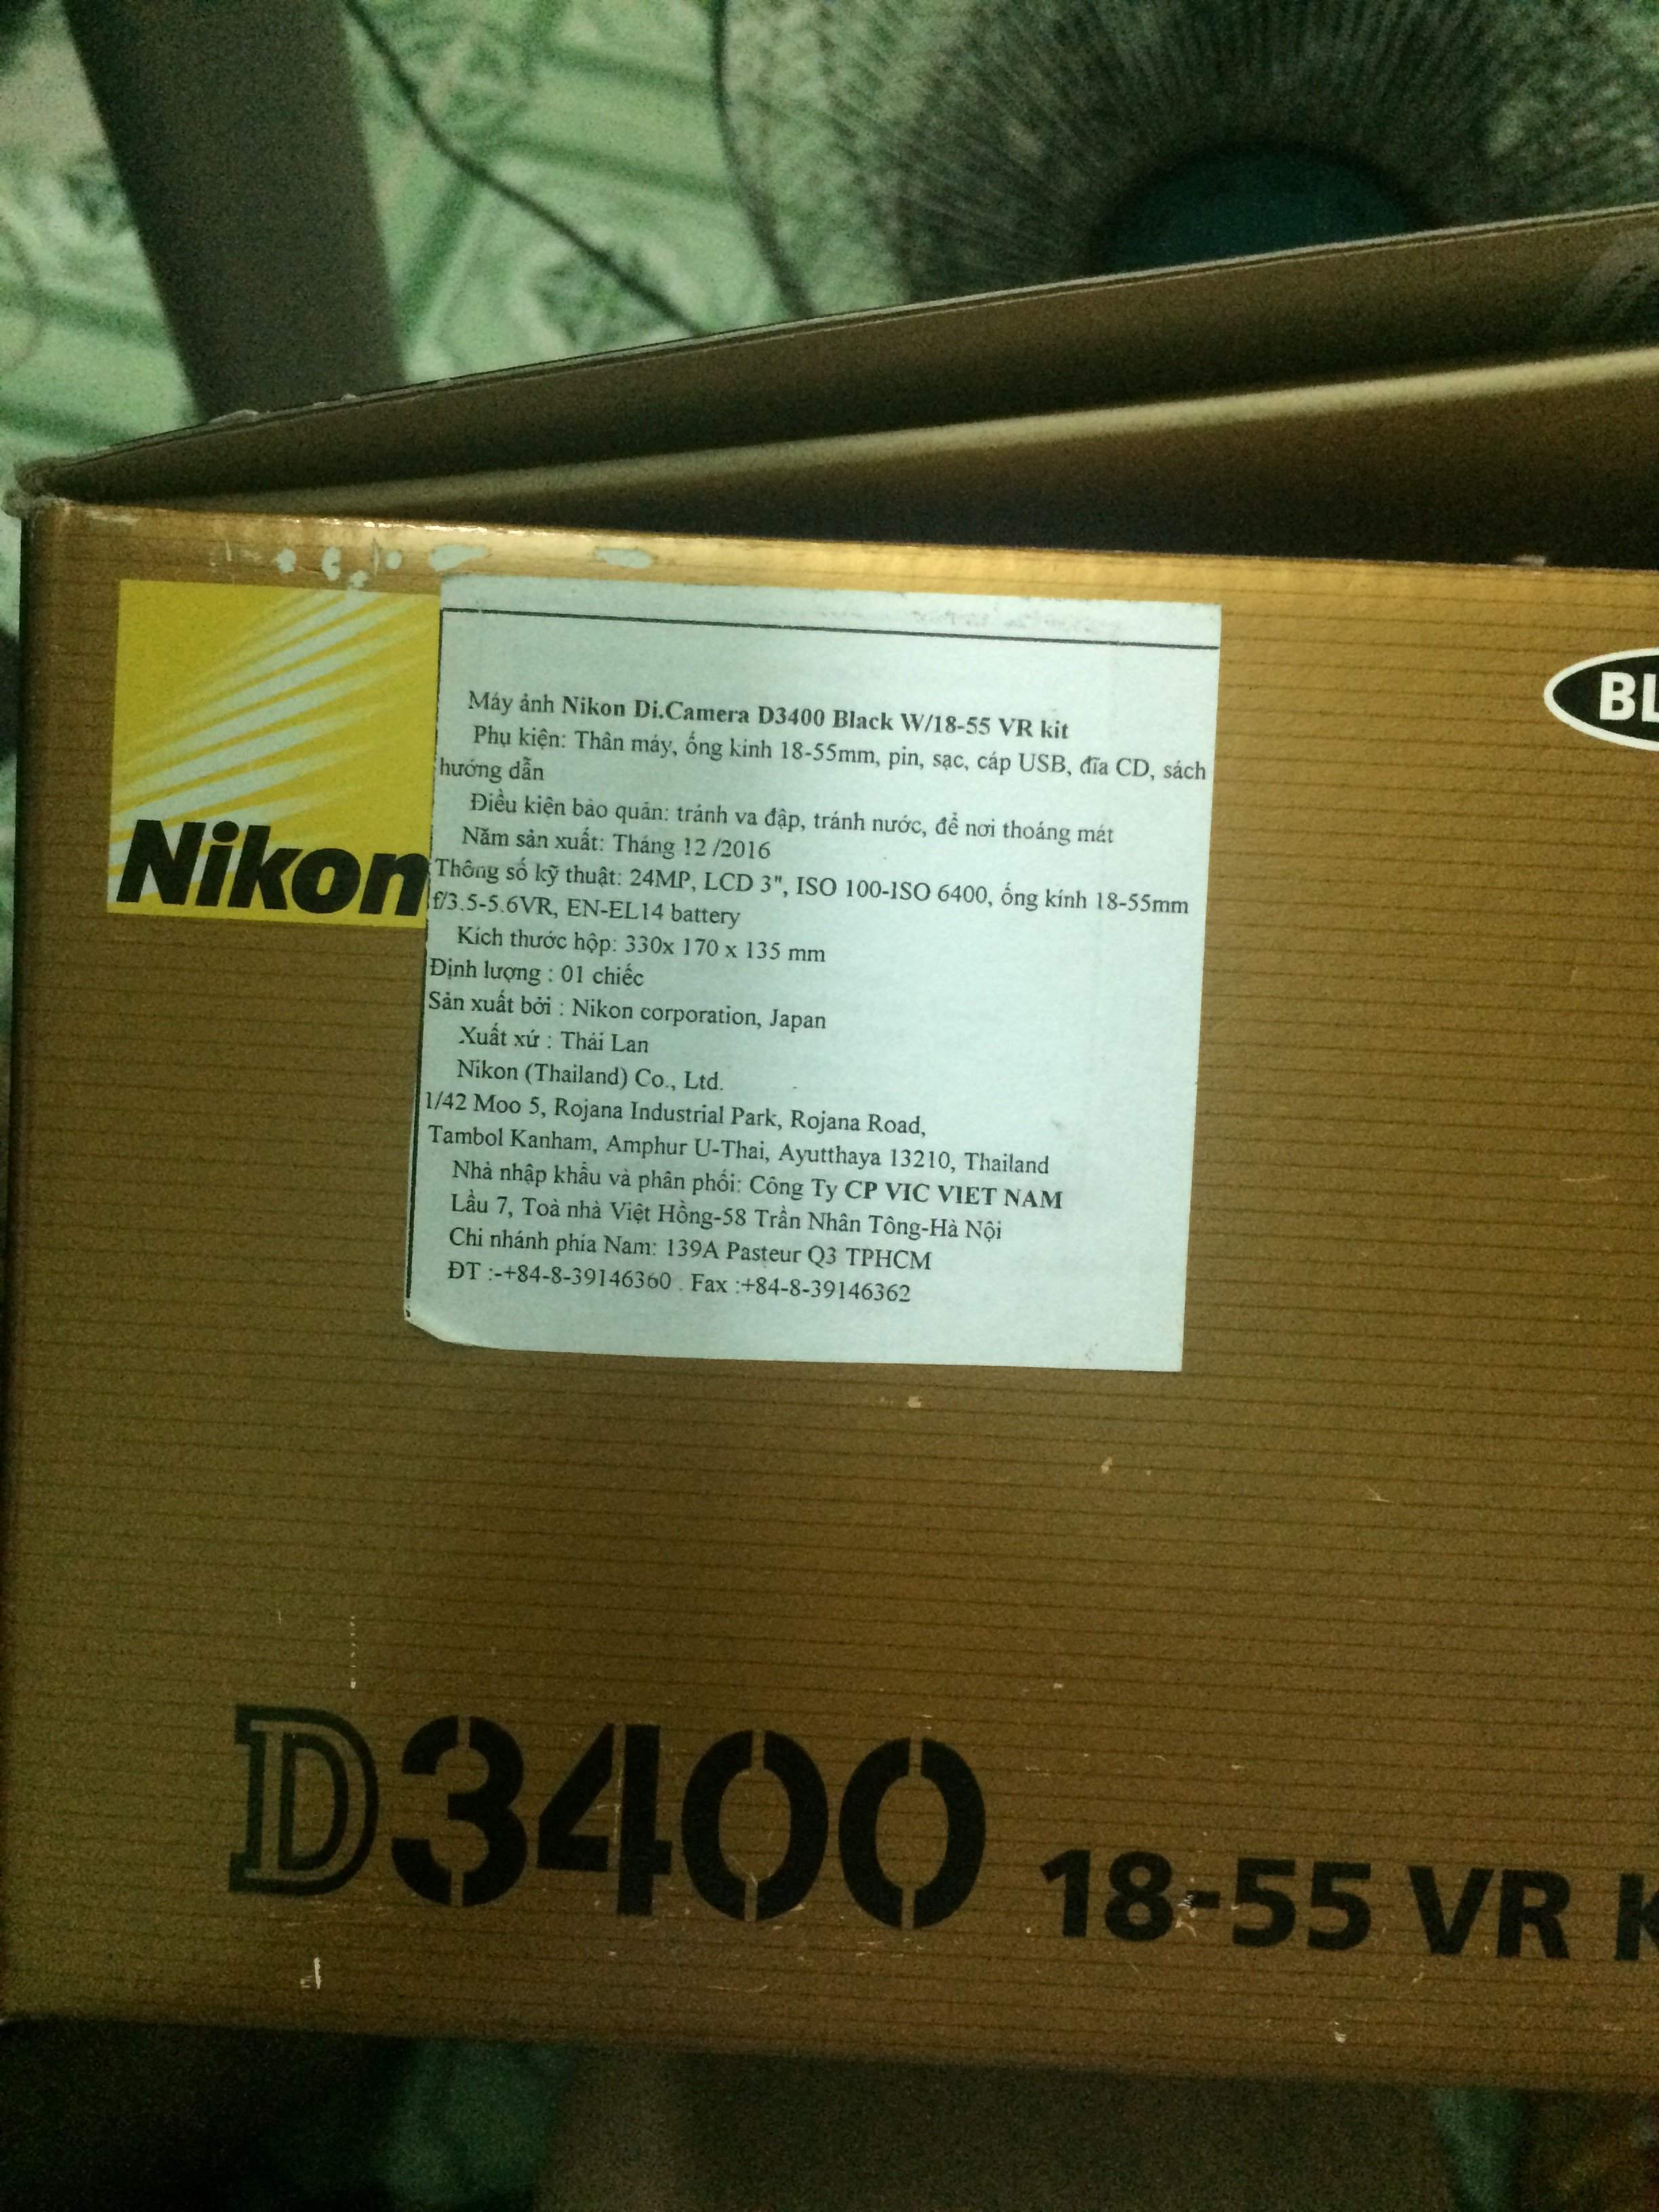 Nikon
BL
Máy ảnh Nikon Di.Camera D3400 Black W/18-55 VR kit
Phụ kiện: Thân máy, ống kinh 18-55mm, pin, sạc, cáp USB, đĩa CD, sách
hướng dẫn
Điều kiện bảo quản: tránh va đập, tránh nước, để nơi thoáng mát
Năm sản xuất: Tháng 12 /2016
Thông số kỹ thuật: 24MP, LCD 3", ISO 100-ISO 6400, ống kính 18-55mm
f/3.5-5.6VR, EN-EL14 battery
Kích thước hộp: 330x 170 x 135 mm
Định lượng : 01 chiếc
Sản xuất bởi : Nikon corporation, Japan
Xuất xứ : Thái Lan
Nikon (Thailand) Co., Ltd.
1/42 Moo 5, Rojana Industrial Park, Rojana Road,
Tambol Kanham, Amphur U-Thai, Ayutthaya 13210, Thailand
Nhà nhập khẩu và phân phối: Công Ty CP VIC VIET NAM
Lầu 7, Toà nhà Việt Hồng-58 Trần Nhân Tông-Hà Nội
Chi nhánh phía Nam: 139A Pasteur Q3 TPHCM
ĐT :-+84-8-39146360 . Fax :+84-8-39146362
D3400 18-55 VR K